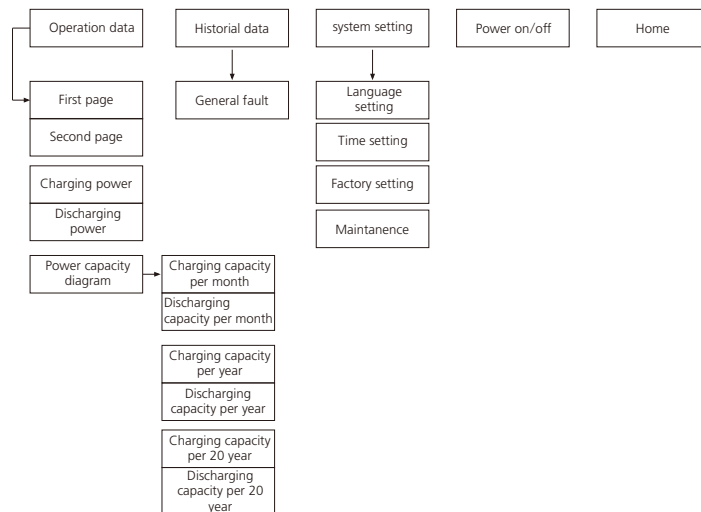 Operation data
Historial data
system setting
Power on/off
Home
First page
Second page
Charging power
Discharging
power
Power capacity
diagram
General fault
Language
setting
Time setting
Factory setting
Maintanence
Charging capacity
per month
Discharging
capacity per month
Charging capacity
per year
Discharging
capacity per year
Charging capacity
per 20 year
Discharging
capacity per 20
year